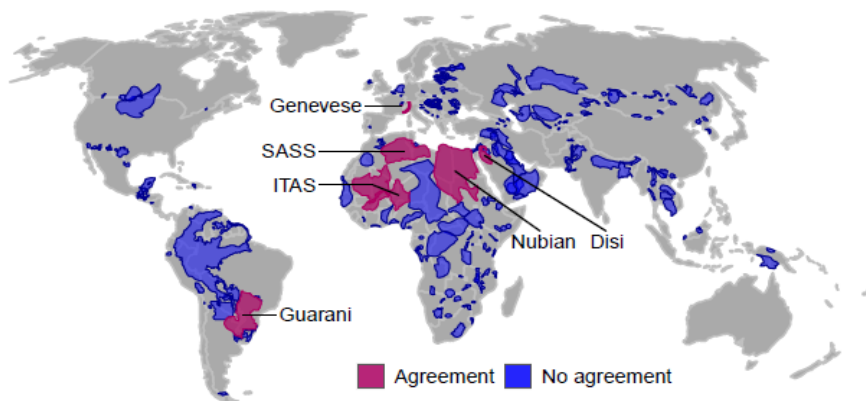 Genevese
SASS
ITAS
Nubian
Disi
Guarani
Agreement
No agreement